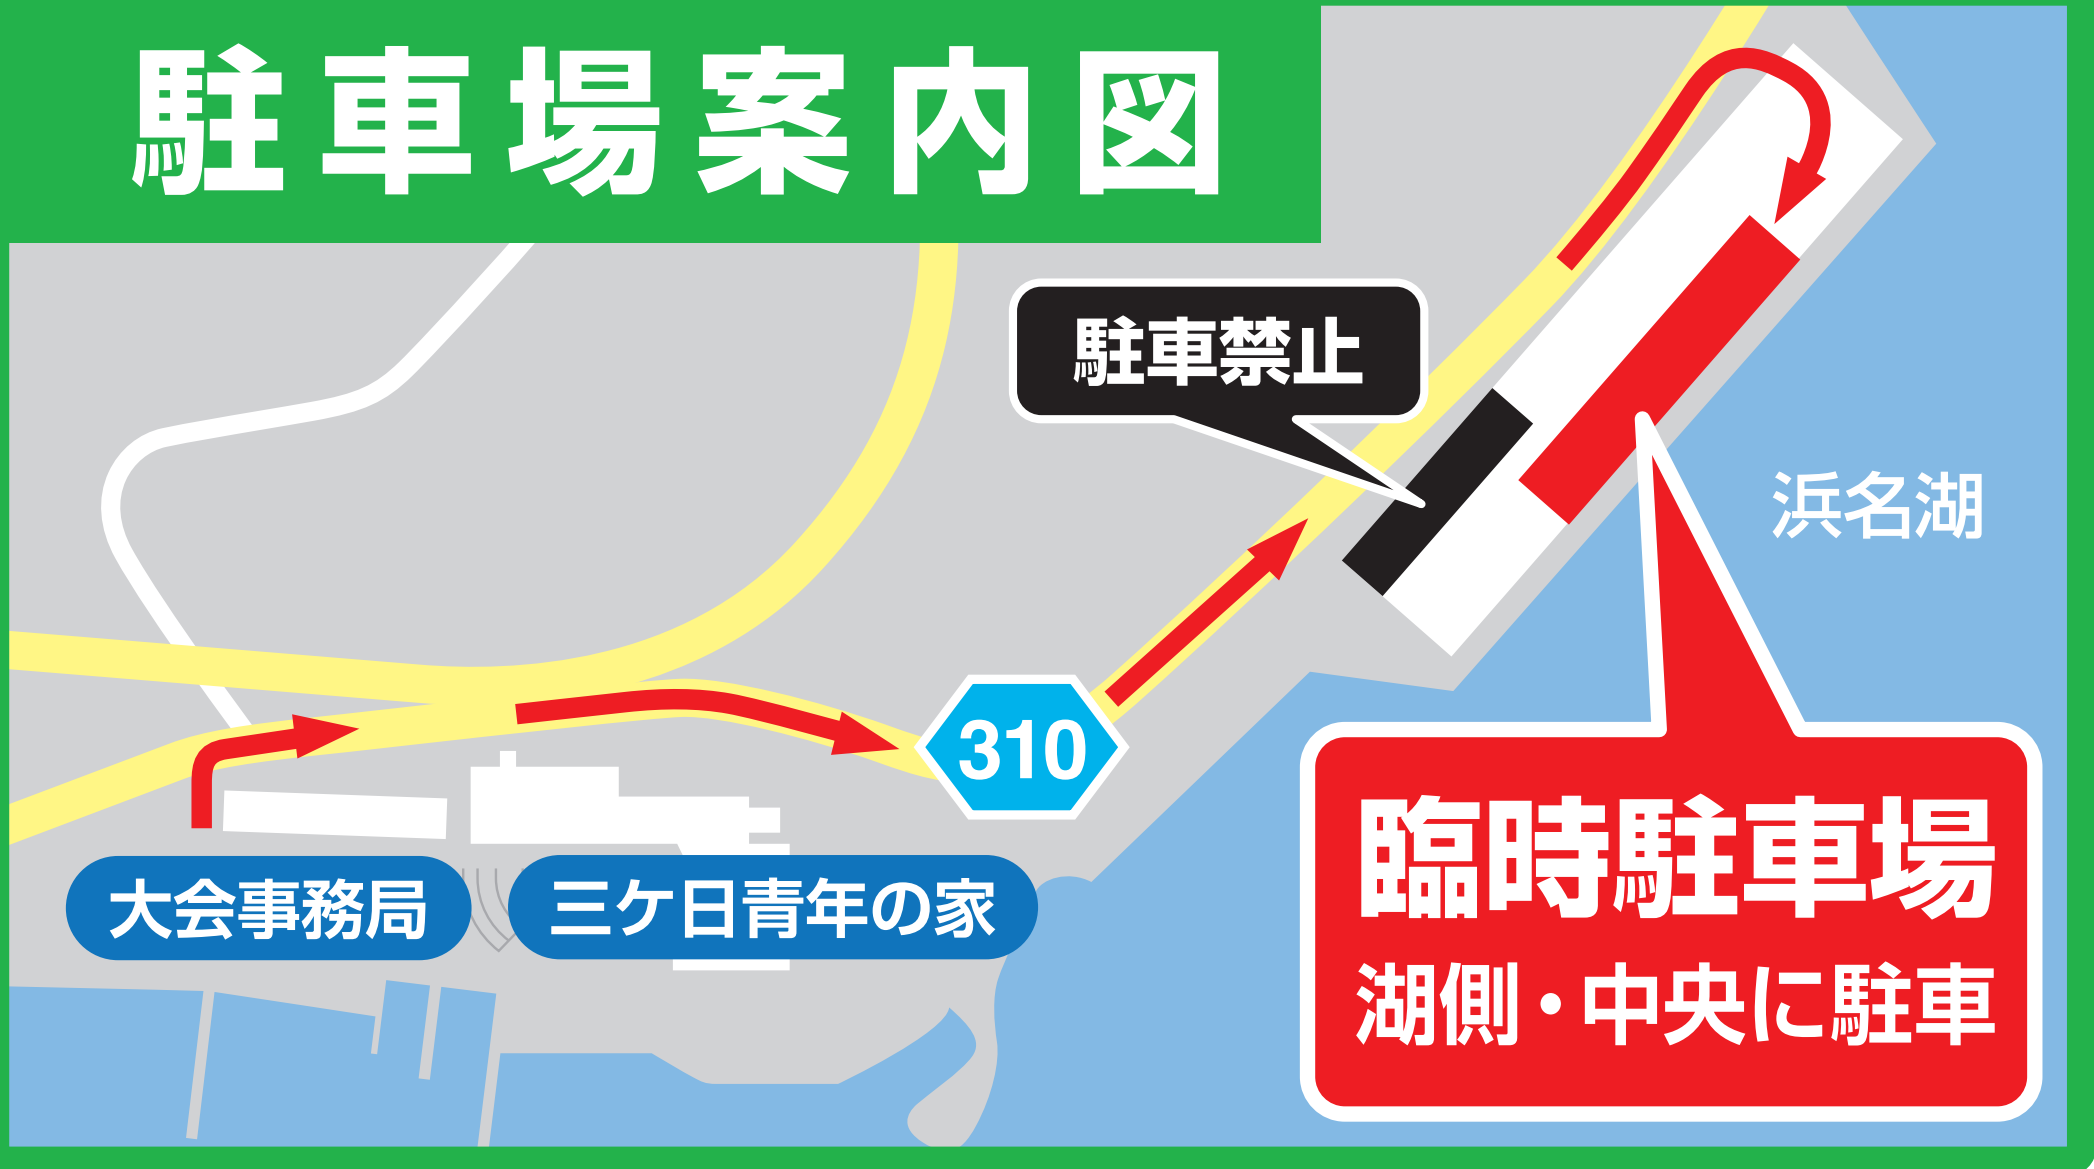 駐車場案内図
駐車禁止
浜名湖
310
臨時駐車場
湖側・中央に駐車
大会事務局
三ケ日青年の家